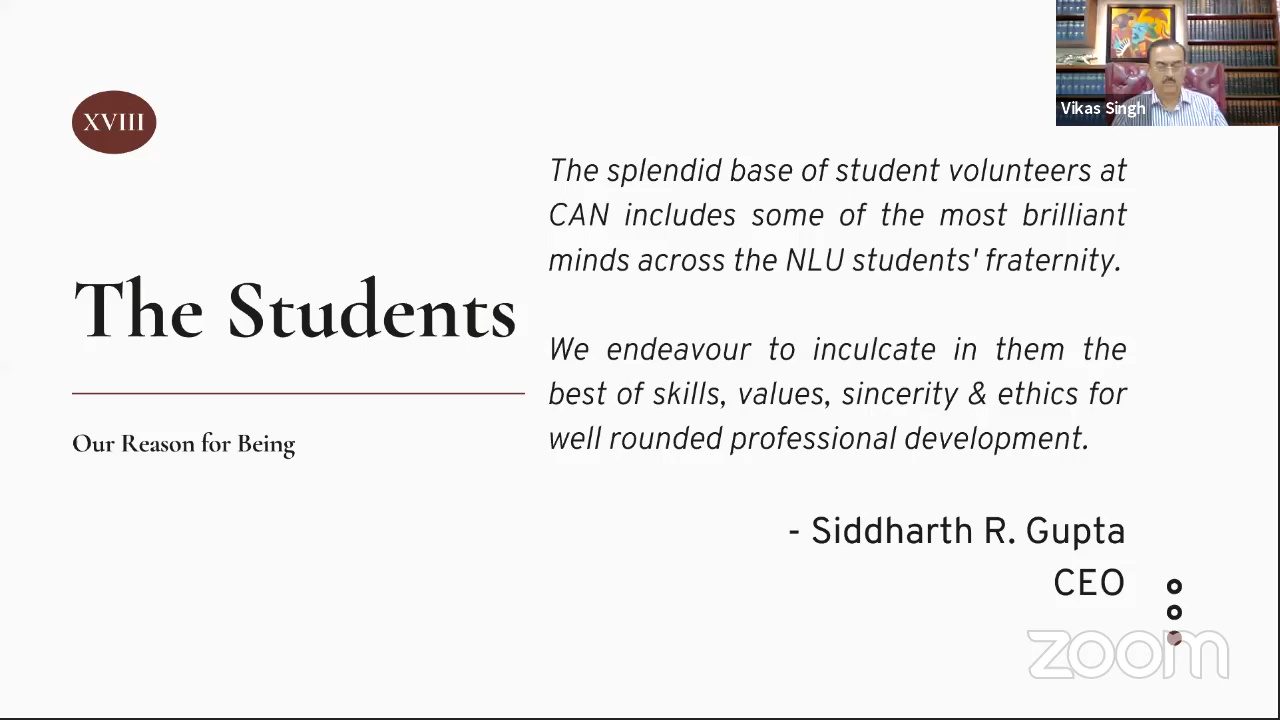 Vikas Singh
XVIII
The Students
Our Reason for Being
The splendid base of student volunteers at
CAN includes some of the most brilliant
minds across the NLU students' fraternity.
We endeavour to inculcate in them the
best of skills, values, sincerity & ethics for
well rounded professional development.
- Siddharth R. Gupta
CEO
zoom